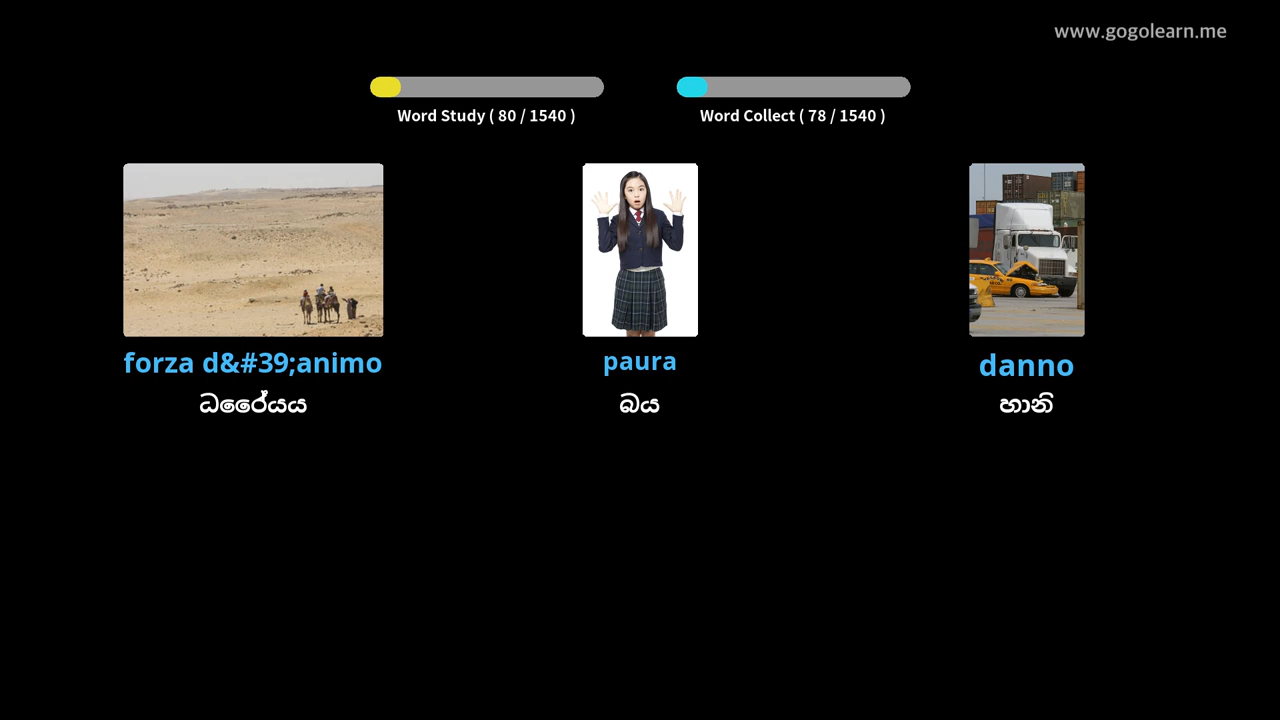 www.gogolearn.me
Word Study ( 80 / 1540 )
Word Collect ( 78 / 1540 )
forza d&#39;animo
paura
danno
ධෛර්යය
බය
හානි